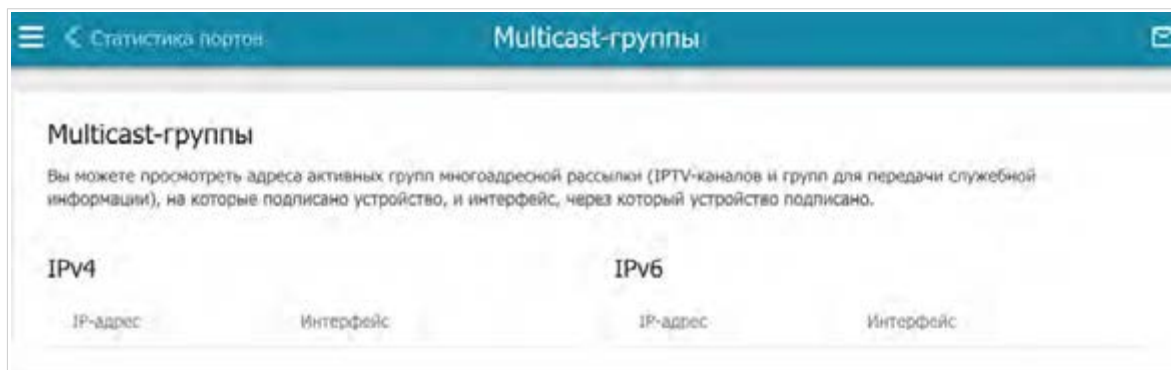 Статистика портов
Multicast-группы
Multicast-группы
Вы можете просмотреть адреса активных групп многоадресной рассылки (IPTV-каналов и групп для передачи служебной
информации), на которые подписано устройство, и интерфейс, через который устройство подписано.
IPv4
IPv6
IP-адрес
Интерфейс
IP-адрес
Интерфейс